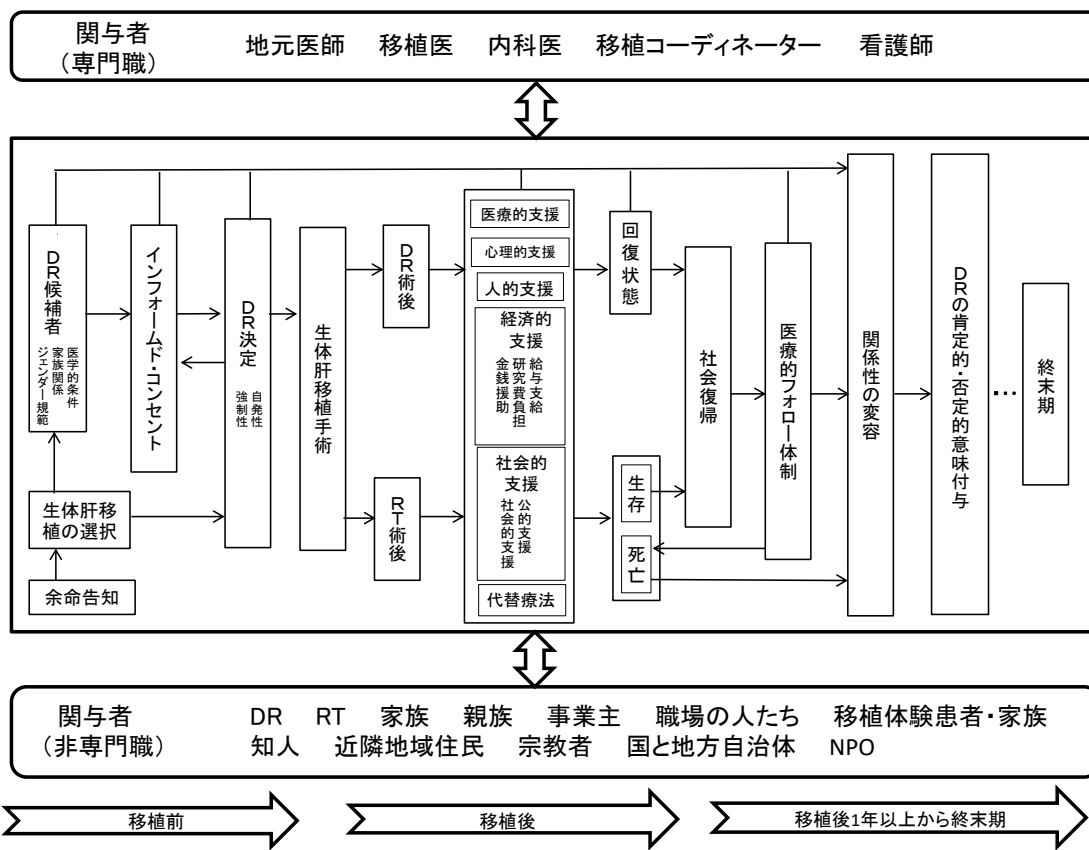 関与者
(専門職)
地元医師 移植医 内科医 移植コーディネーター 看護師
DR候補者
医学的条件
家族関係
ジェンダー規範
生体肝移
植の選択
余命告知
インフォームド・コンセント
DR決定
自発性
強制性
生体肝移植手術
DR術後
RT術後
医療的支援
心理的支援
人的支援
経済的
支援
給与支給
研究費負担
金銭援助
社会的
支援
公的支援
社会的支援
代替療法
回復状態
生存
死亡
社会復帰
医療的フォロー体制
関係性の変容
DRの肯定的・否定的意味付与
…
終末期
関与者
(非専門職)
DR RT 家族 親族 事業主 職場の人たち 移植体験患者・家族
知人 近隣地域住民 宗教者 国と地方自治体 NPO
移植前
移植後
移植後1年以上から終末期